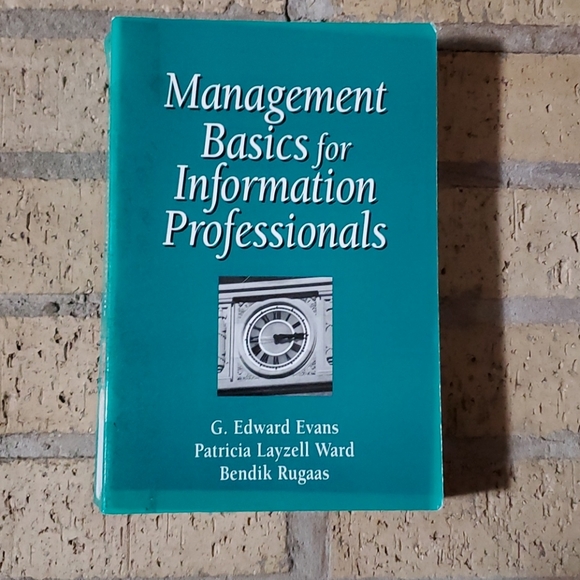 Management
Basics for
Information
Professionals
G. Edward Evans
Patricia Layzell Ward
Bendik Rugaas